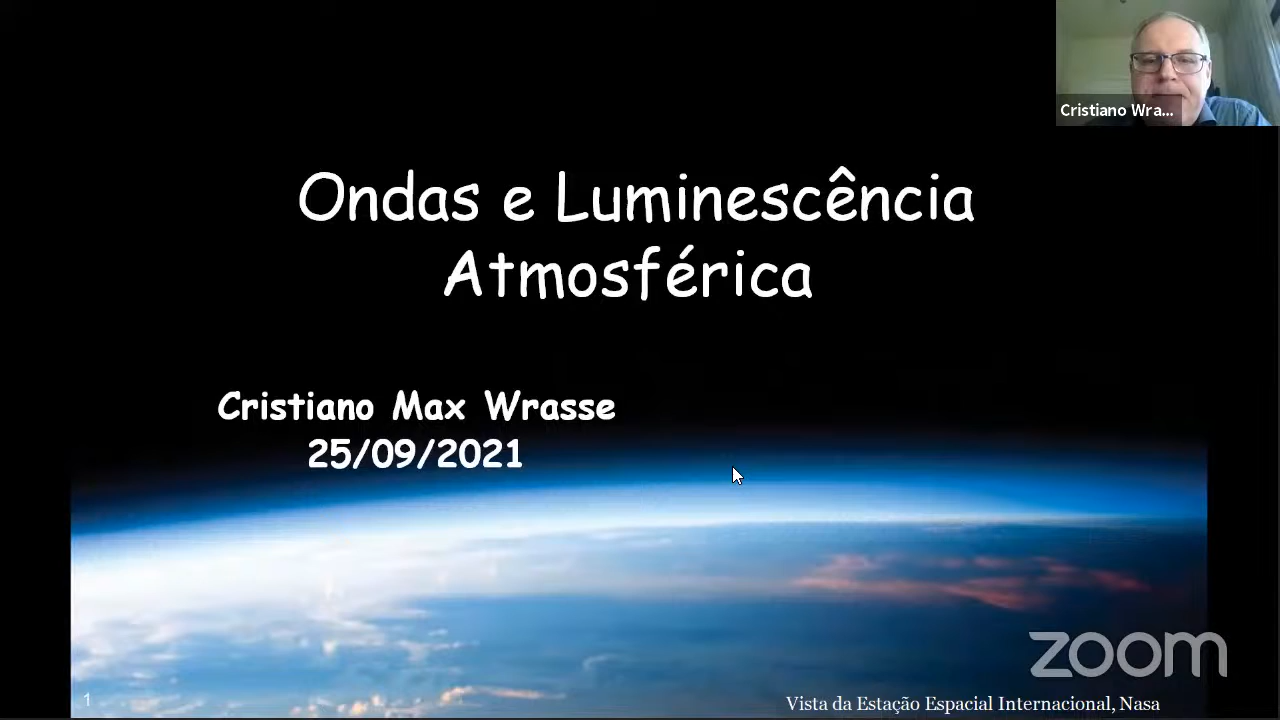 Cristiano Wra...
Ondas e Luminescência
Atmosférica
Cristiano Max Wrasse
25/09/2021
zoom
1
Vista da Estação Espacial Internacional, Nasa